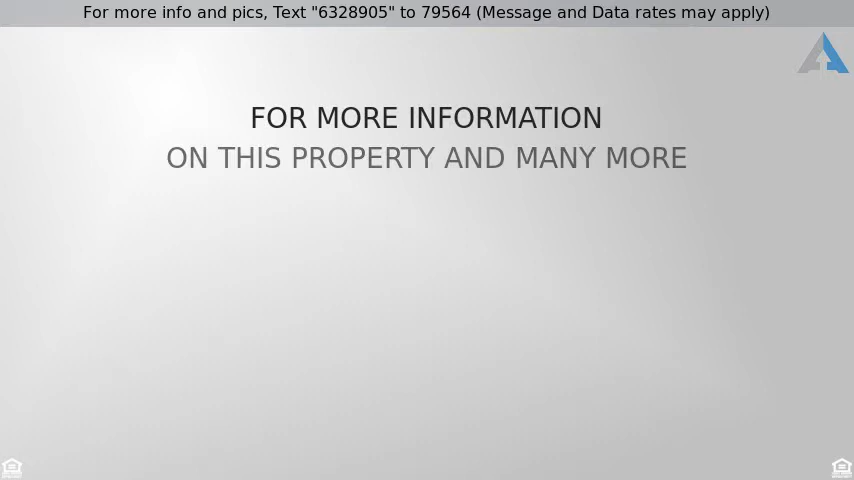 For more info and pics, Text "6328905" to 79564 (Message and Data rates may apply)
FOR MORE INFORMATION
ON THIS PROPERTY AND MANY MORE